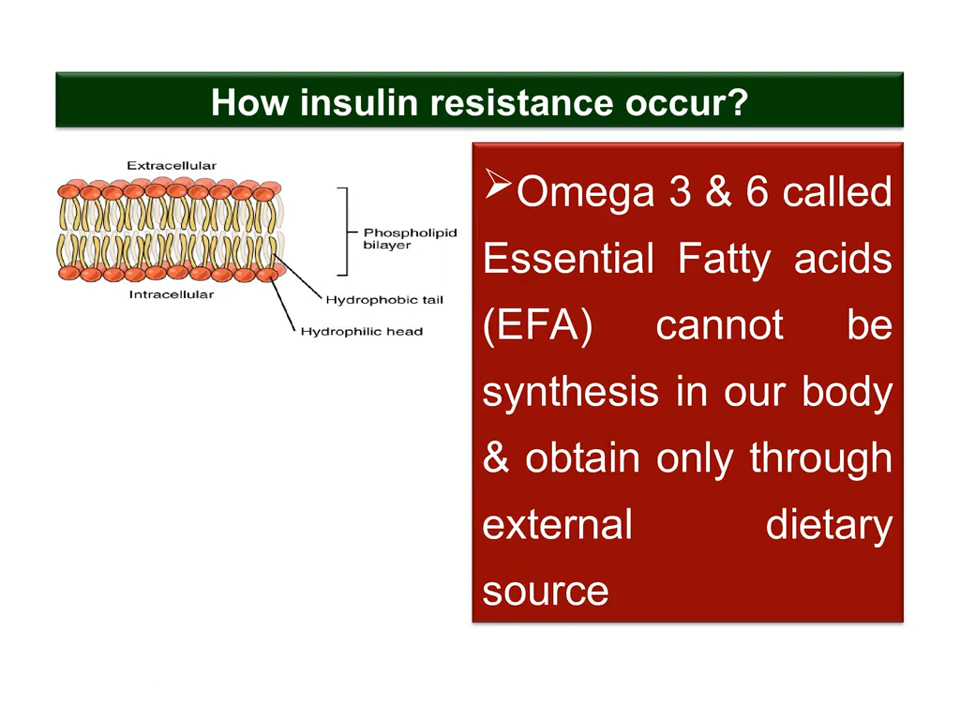 How insulin resistance occur?
Extracellular
Phospholipid
bilayer
Intracellular
Hydrophobic tail
Hydrophilic head
➢Omega 3 & 6 called
Essential Fatty acids
(EFA) cannot be
synthesis in our body
& obtain only through
external dietary
source